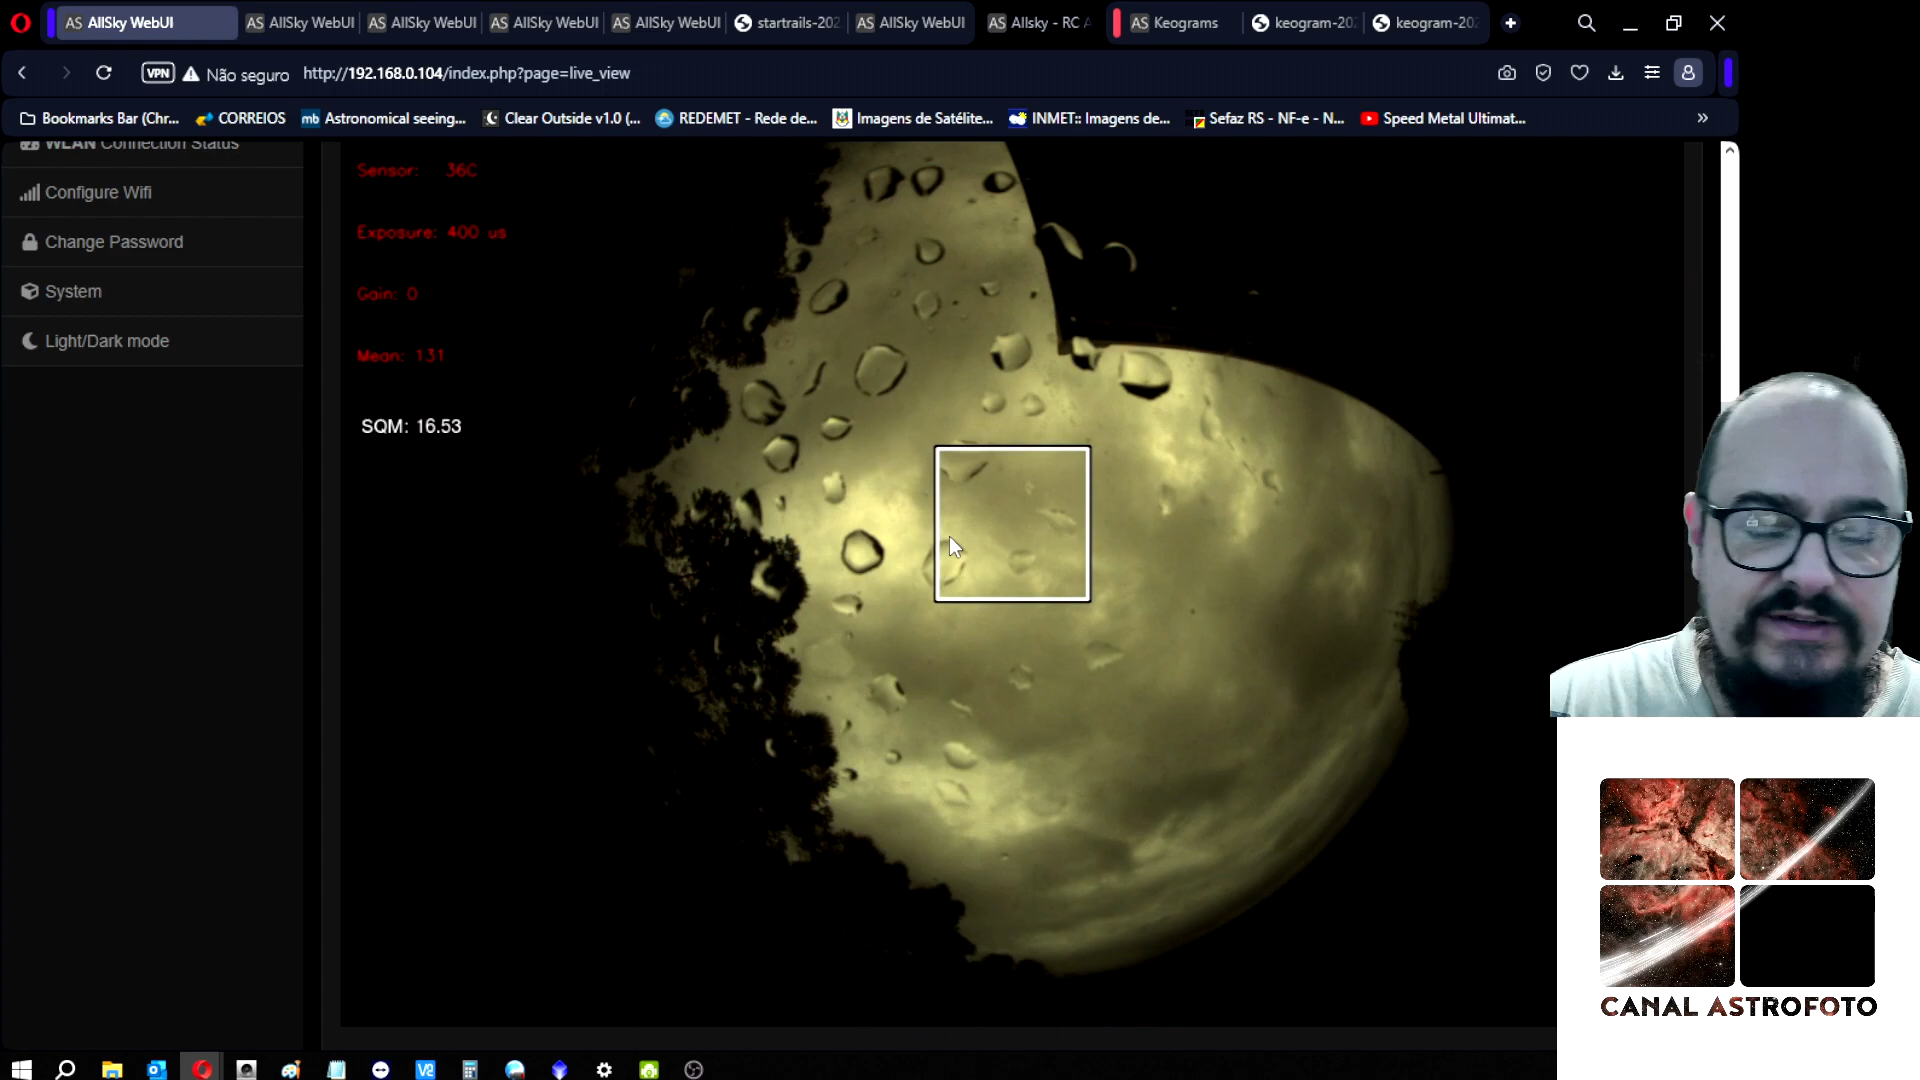 AS AllSky WebUI
AS AllSky WebUI
AS AllSky WebUI
AS AllSky WebUI
AS AllSky WebUI
startrails-202
AS AllSky WebUI
AS Allsky - RC A
AS Keograms
keogram-202
keogram-202
VPN Não seguro http://192.168.0.104/index.php?page=live_view
Bookmarks Bar (Chr...
CORREIOS
mb Astronomical seeing...
Clear Outside v1.0 (...
REDEMET - Rede de...
Imagens de Satélite...
INMET:: Imagens de...
Sefaz RS - NF-e - N...
Speed Metal Ultimat...
»
WLAN Connection Status
Configure Wifi
Change Password
System
Light/Dark mode
Sensor: 36C
Exposure: 400 us
Gain: 0
Mean: 131
SQM: 16.53
CANAL ASTROFOTO